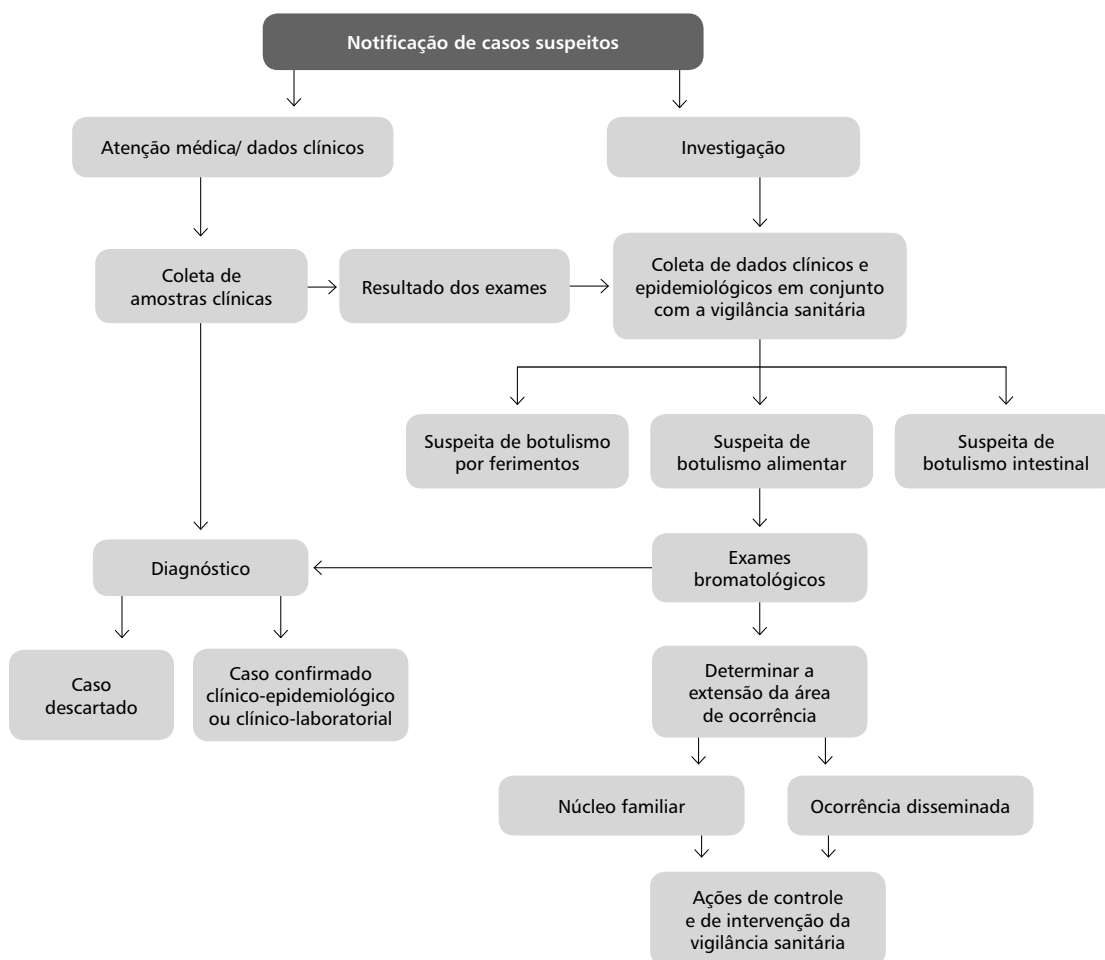 Notificação de casos suspeitos
Atenção médica/ dados clínicos
Investigação
Coleta de
amostras clínicas
Resultado dos exames
Coleta de dados clínicos e
epidemiológicos em conjunto
com a vigilância sanitária
Suspeita de botulismo
por ferimentos
Suspeita de
botulismo alimentar
Suspeita de
botulismo intestinal
Diagnóstico
Exames
bromatológicos
Caso
descartado
Caso confirmado
clínico-epidemiológico
ou clínico-laboratorial
Determinar a
extensão da área
de ocorrência
Núcleo familiar
Ocorrência disseminada
Ações de controle
e de intervenção da
vigilância sanitária